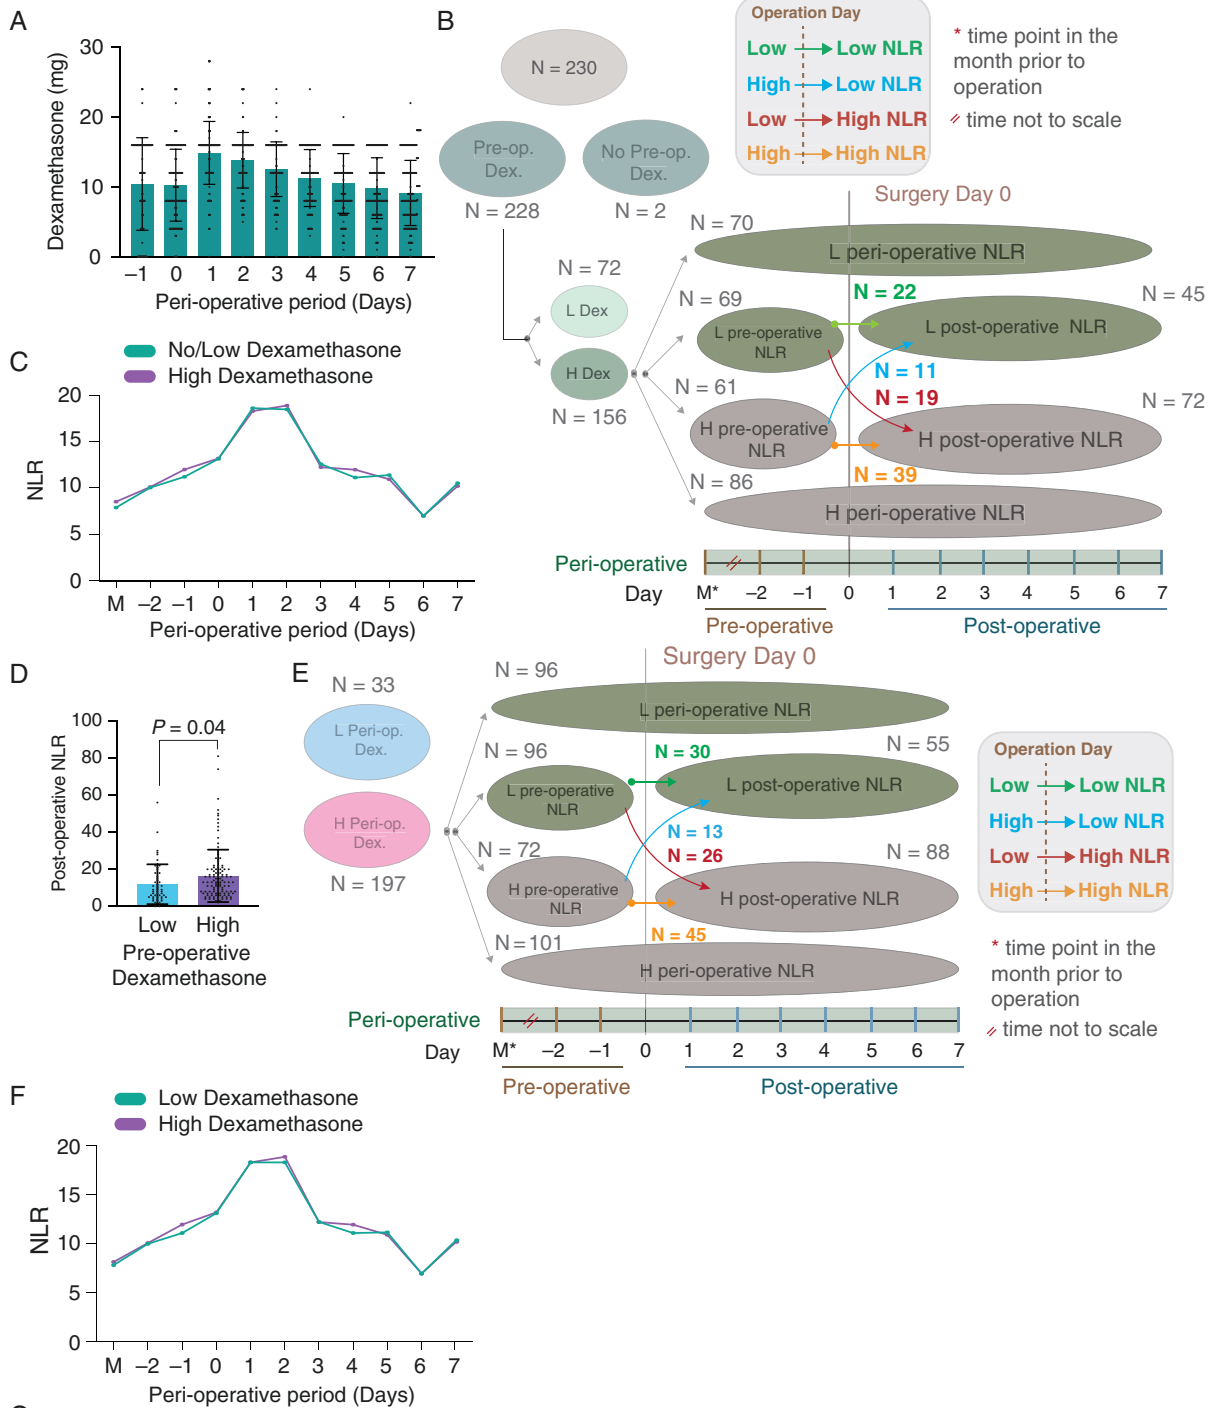 A
30
20
10
0
Dexamethasone (mg)
−1 0 1 2 3 4 5 6 7
Peri-operative period (Days)
B
N = 230
Pre-op.
Dex.
No Pre-op.
Dex.
N = 228
N = 2
Operation Day
Low Low NLR
High Low NLR
Low High NLR
High High NLR
* time point in the
month prior to
operation
// time not to scale
Surgery Day 0
N = 70
L peri-operative NLR
N = 72
L Dex
H Dex
N = 156
N = 69
L pre-operative
NLR
N = 22
N = 45
L post-operative NLR
N = 11
N = 19
N = 61
H pre-operative
NLR
N = 72
H post-operative NLR
N = 39
N = 86
H peri-operative NLR
Peri-operative
Day M* −2 −1 0 1 2 3 4 5 6 7
Pre-operative Post-operative
C
No/Low Dexamethasone
High Dexamethasone
20
15
10
5
0
NLR
M −2 −1 0 1 2 3 4 5 6 7
Peri-operative period (Days)
D
100
80
60
40
20
0
Post-operative NLR
P = 0.04
Low High
Pre-operative
Dexamethasone
E
N = 33
L Peri-op.
Dex.
H Peri-op.
Dex.
N = 197
Surgery Day 0
N = 96
L peri-operative NLR
N = 96
L pre-operative
NLR
N = 30
N = 55
L post-operative NLR
N = 13
N = 26
N = 72
H pre-operative
NLR
N = 88
H post-operative NLR
N = 45
N = 101
H peri-operative NLR
Peri-operative
Day M* −2 −1 0 1 2 3 4 5 6 7
Pre-operative Post-operative
Operation Day
Low Low NLR
High Low NLR
Low High NLR
High High NLR
* time point in the
month prior to
operation
// time not to scale
F
Low Dexamethasone
High Dexamethasone
20
15
10
5
0
NLR
M −2 −1 0 1 2 3 4 5 6 7
Peri-operative period (Days)